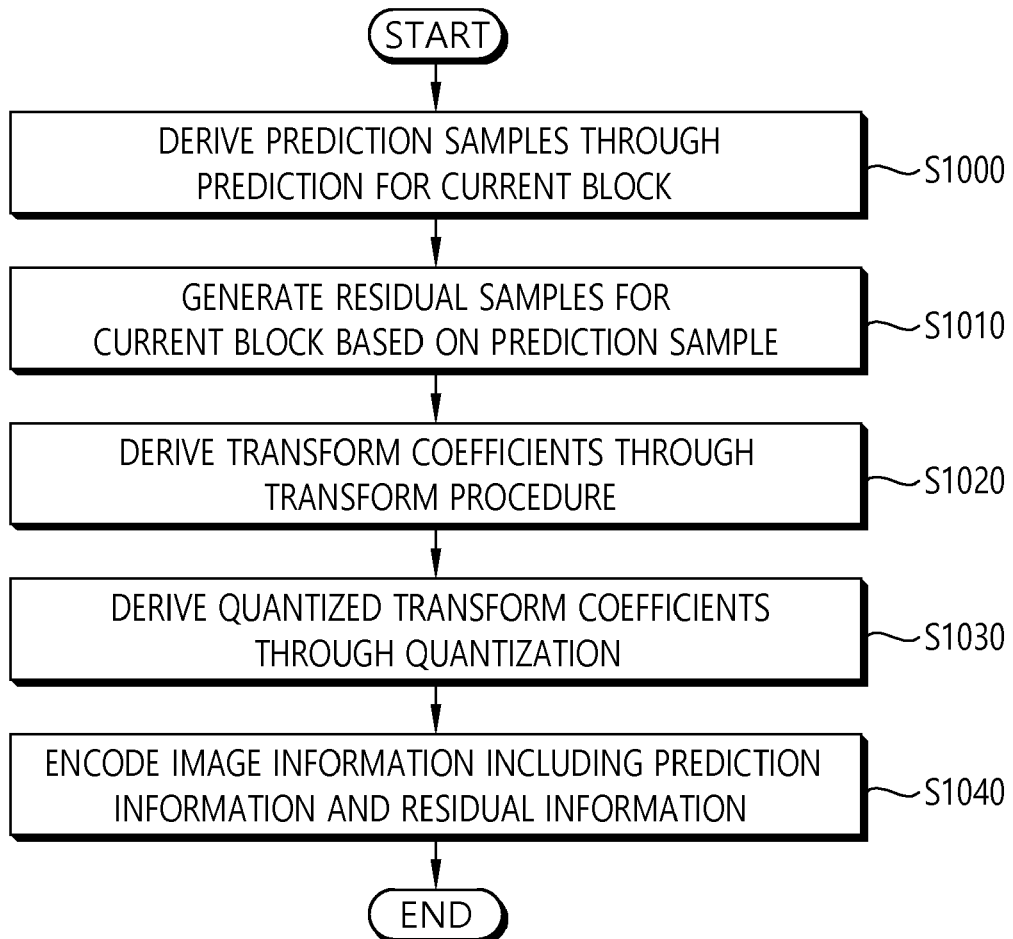 START
DERIVE PREDICTION SAMPLES THROUGH
PREDICTION FOR CURRENT BLOCK
S1000
GENERATE RESIDUAL SAMPLES FOR
CURRENT BLOCK BASED ON PREDICTION SAMPLE
S1010
DERIVE TRANSFORM COEFFICIENTS THROUGH
TRANSFORM PROCEDURE
S1020
DERIVE QUANTIZED TRANSFORM COEFFICIENTS
THROUGH QUANTIZATION
S1030
ENCODE IMAGE INFORMATION INCLUDING PREDICTION
INFORMATION AND RESIDUAL INFORMATION
S1040
END